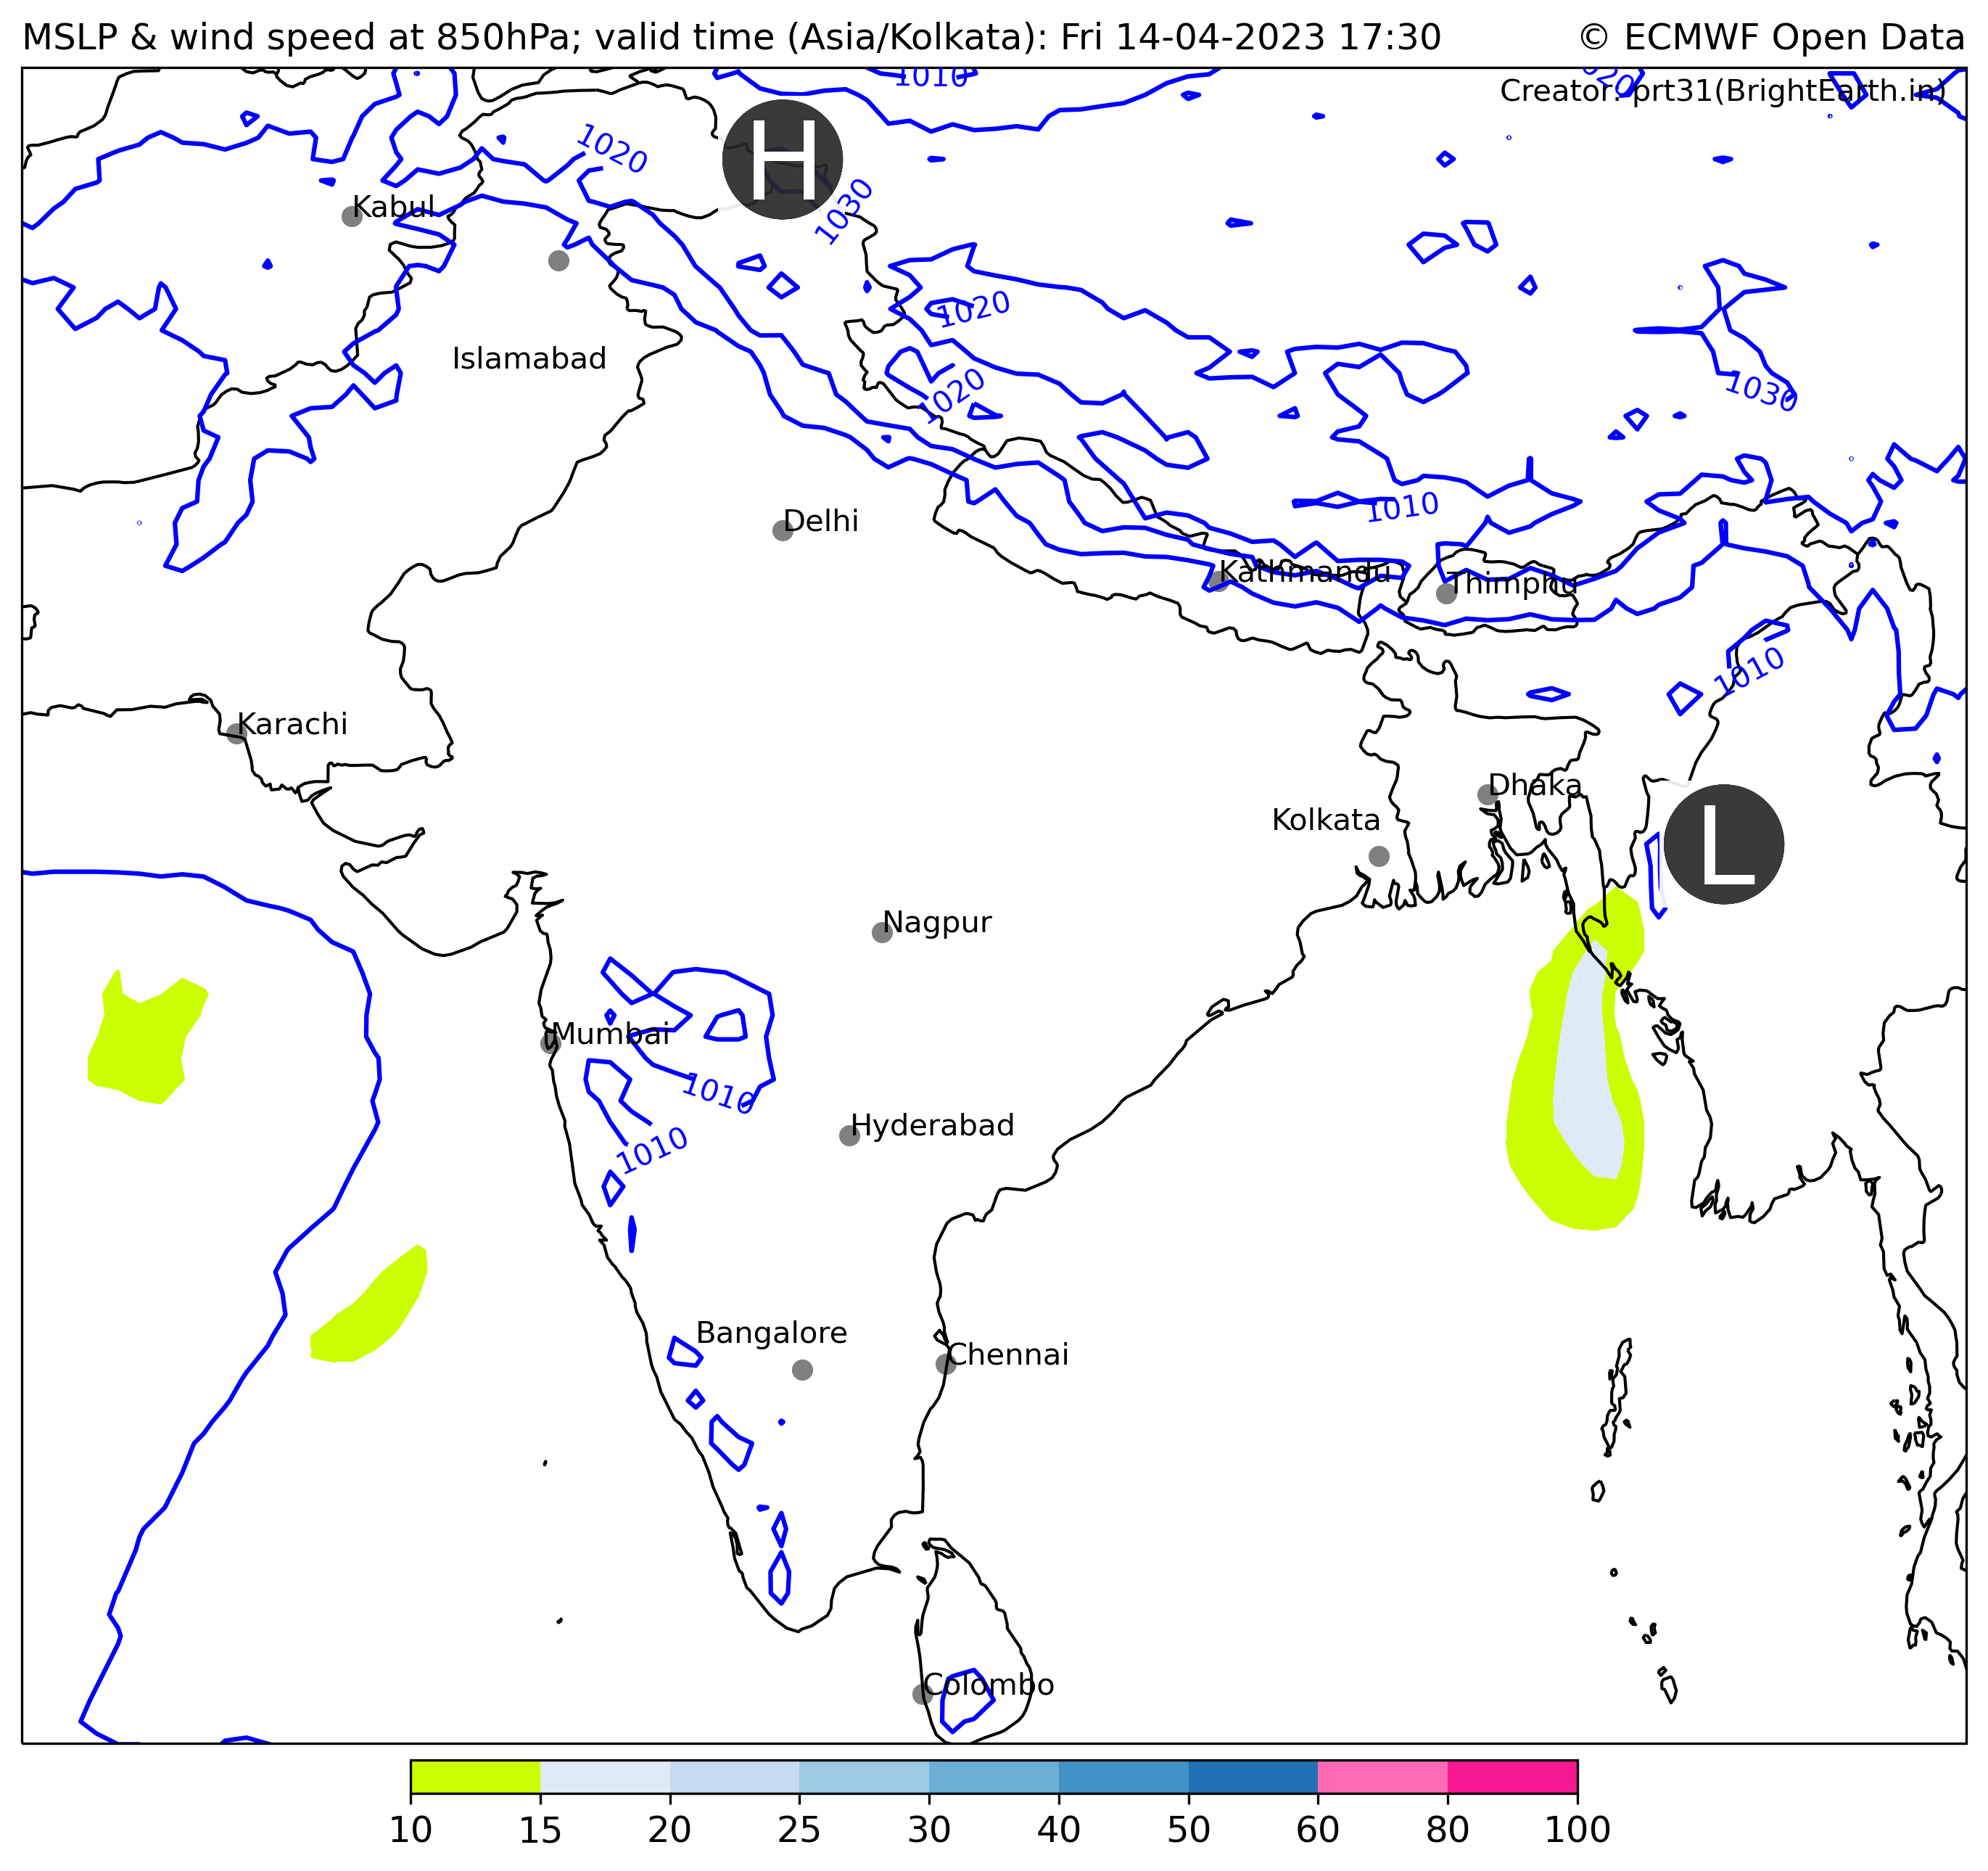 MSLP & wind speed at 850hPa; valid time (Asia/Kolkata): Fri 14-04-2023 17:30
© ECMWF Open Data
1010
Creator: prt31(BrightEarth.in)
H
1020
1030
Kabul
1020
Islamabad
1020
1030
1010
Delhi
Kathmandu
Thimphu
1010
Karachi
Dhaka
Kolkata
L
Nagpur
Mumbai
1010
Hyderabad
1010
Bangalore
Chennai
Colombo
10 15 20 25 30 40 50 60 80 100